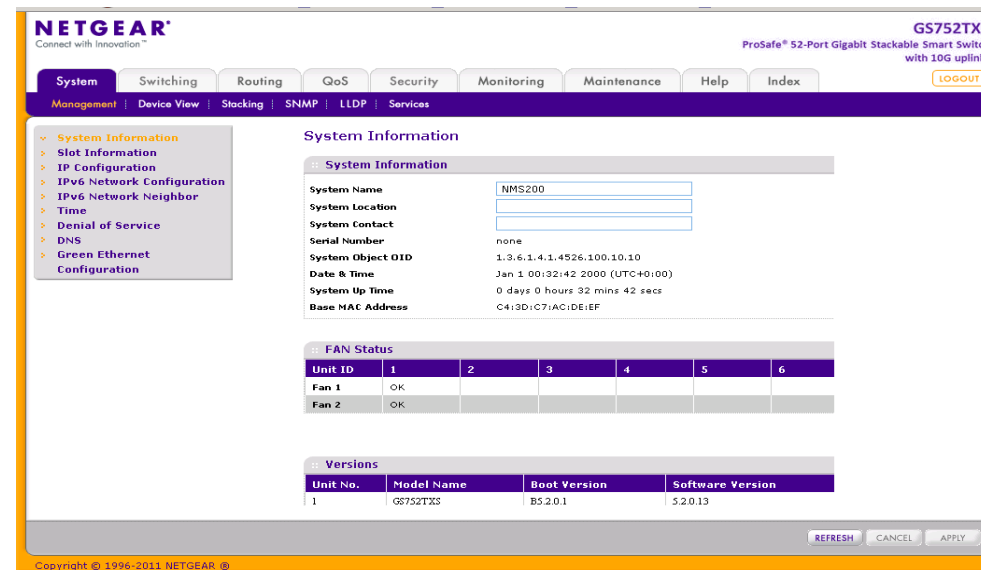 NETGEAR®
Connect with Innovation™
GS752TX
ProSafe® 52-Port Gigabit Stackable Smart
with 10G
System Switching Routing QoS Security Monitoring Maintenance Help Index
LOGOUT
Management Device View Stacking SNMP LLDP Services
System Information
Slot Information
IP Configuration
IPv6 Network Configuration
IPv6 Network Neighbor
Time
Denial of Service
DNS
Green Ethernet
Configuration
System Information
System Information
System Name NMS200
System Location
System Contact
Serial Number none
System Object OID 1.3.6.1.4.1.4526.100.10.10
Date & Time Jan 1 00:32:42 2000 (UTC+0:00)
System Up Time 0 days 0 hours 32 mins 42 secs
Base MAC Address C4:3D:C7:AC:DE:EF
FAN Status
Unit ID 1 2 3 4 5 6
Fan 1 OK
Fan 2 OK
Versions
Unit No. Model Name Boot Version Software Version
1 GS752TXS B5.2.0.1 5.2.0.13
REFRESH CANCEL APPLY
Copyright © 1996-2011 NETGEAR ®